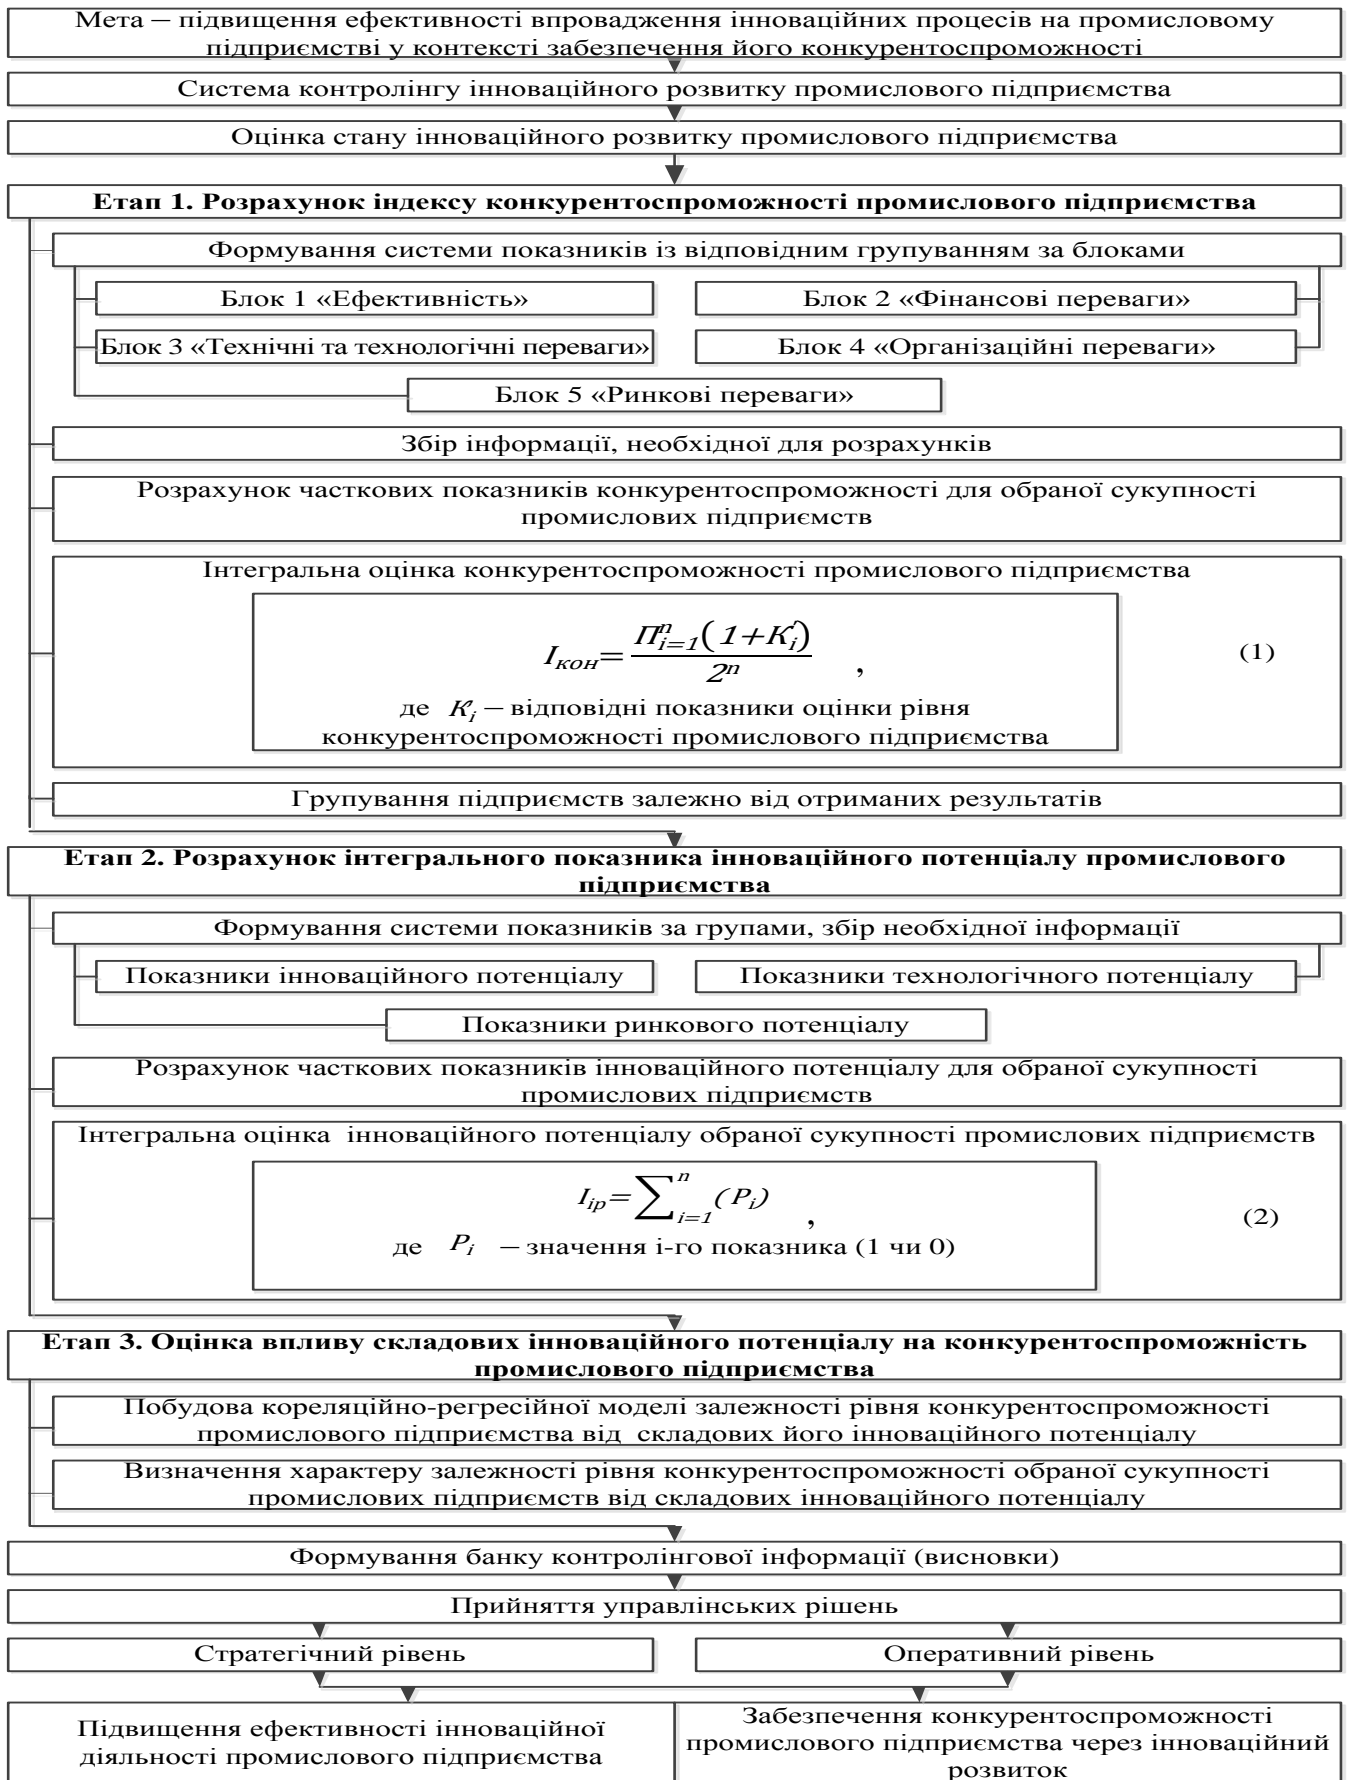 Мета – підвищення ефективності впровадження інноваційних процесів на промисловому
підприємстві у контексті забезпечення його конкурентоспроможності
Система контролінгу інноваційного розвитку промислового підприємства
Оцінка стану інноваційного розвитку промислового підприємства
Етап 1. Розрахунок індексу конкурентоспроможності промислового підприємства
Формування системи показників із відповідним групуванням за блоками
Блок 1 «Ефективність»
Блок 2 «Фінансові переваги»
Блок 3 «Технічні та технологічні переваги»
Блок 4 «Організаційні переваги»
Блок 5 «Ринкові переваги»
Збір інформації, необхідної для розрахунків
Розрахунок часткових показників конкурентоспроможності для обраної сукупності
промислових підприємств
Інтегральна оцінка конкурентоспроможності промислового підприємства
I_{кон} = \frac{П_{i=1}^{n}(1+K_i^{'})}{2^n} ,
(1)
де K_i – відповідні показники оцінки рівня
конкурентоспроможності промислового підприємства
Групування підприємств залежно від отриманих результатів
Етап 2. Розрахунок інтегрального показника інноваційного потенціалу промислового
підприємства
Формування системи показників за групами, збір необхідної інформації
Показники інноваційного потенціалу
Показники технологічного потенціалу
Показники ринкового потенціалу
Розрахунок часткових показників інноваційного потенціалу для обраної сукупності
промислових підприємств
Інтегральна оцінка інноваційного потенціалу обраної сукупності промислових підприємств
I_{ip} = \sum_{i=1}^{n}(P_i) ,
(2)
де P_i – значення і-го показника (1 чи 0)
Етап 3. Оцінка впливу складових інноваційного потенціалу на конкурентоспроможність
промислового підприємства
Побудова кореляційно-регресійної моделі залежності рівня конкурентоспроможності
промислового підприємства від складових його інноваційного потенціалу
Визначення характеру залежності рівня конкурентоспроможності обраної сукупності
промислових підприємств від складових інноваційного потенціалу
Формування банку контролінгової інформації (висновки)
Прийняття управлінських рішень
Стратегічний рівень
Оперативний рівень
Підвищення ефективності інноваційної
діяльності промислового підприємства
Забезпечення конкурентоспроможності
промислового підприємства через інноваційний
розвиток